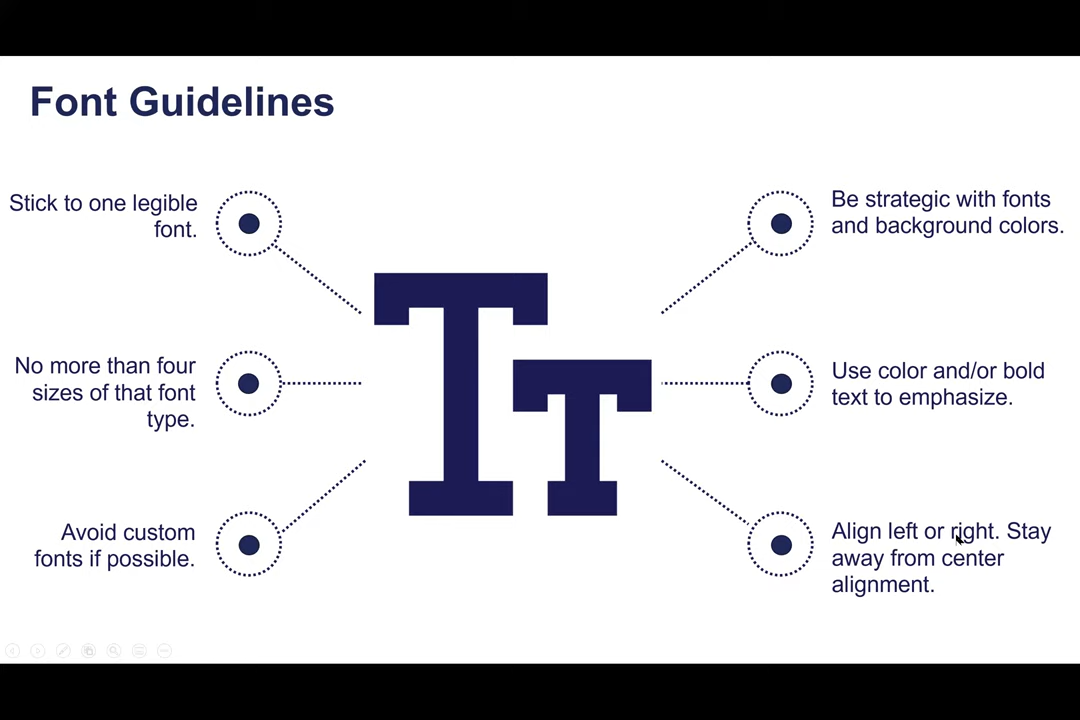 Font Guidelines
Stick to one legible
font.
No more than four
sizes of that font
type.
Avoid custom
fonts if possible.
TT
Be strategic with fonts
and background colors.
Use color and/or bold
text to emphasize.
Align left or right. Stay
away from center
alignment.